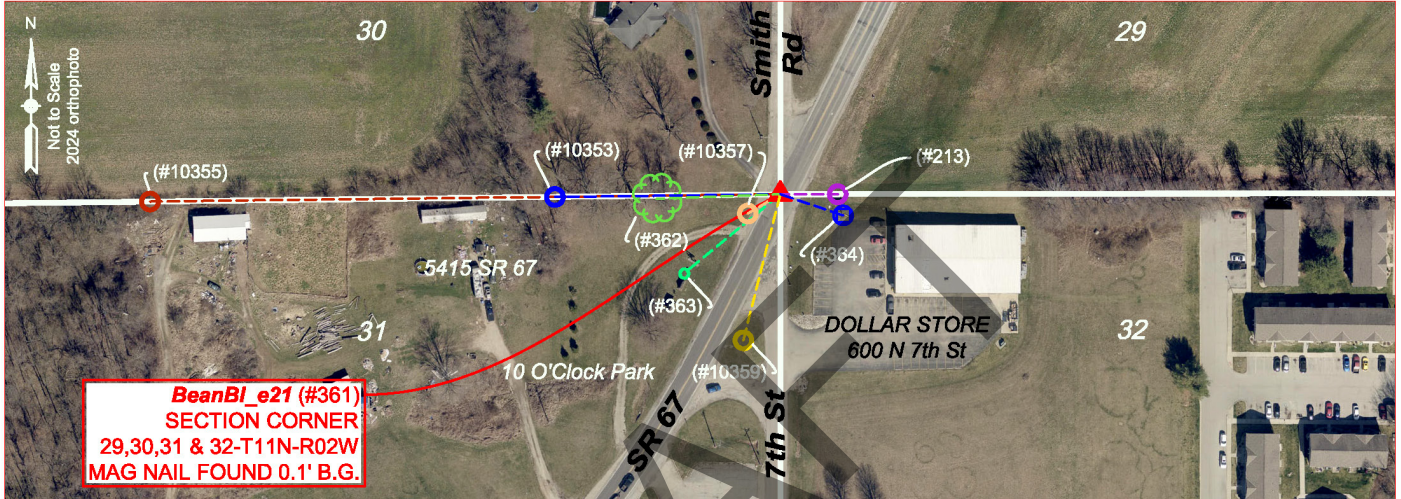 N
Not to Scale
2024 orthophoto
30
Smith
Rd
29
(#10355)
(#10353)
(#10357)
(#213)
(#362)
(#364)
5415 SR 67
(#363)
31
DOLLAR STORE
600 N 7th St
32
10 O'Clock Park
(#10359)
SR 67
7th St
BeanBl_e21 (#361)
SECTION CORNER
29,30,31 & 32-T11N-R02W
MAG NAIL FOUND 0.1' B.G.